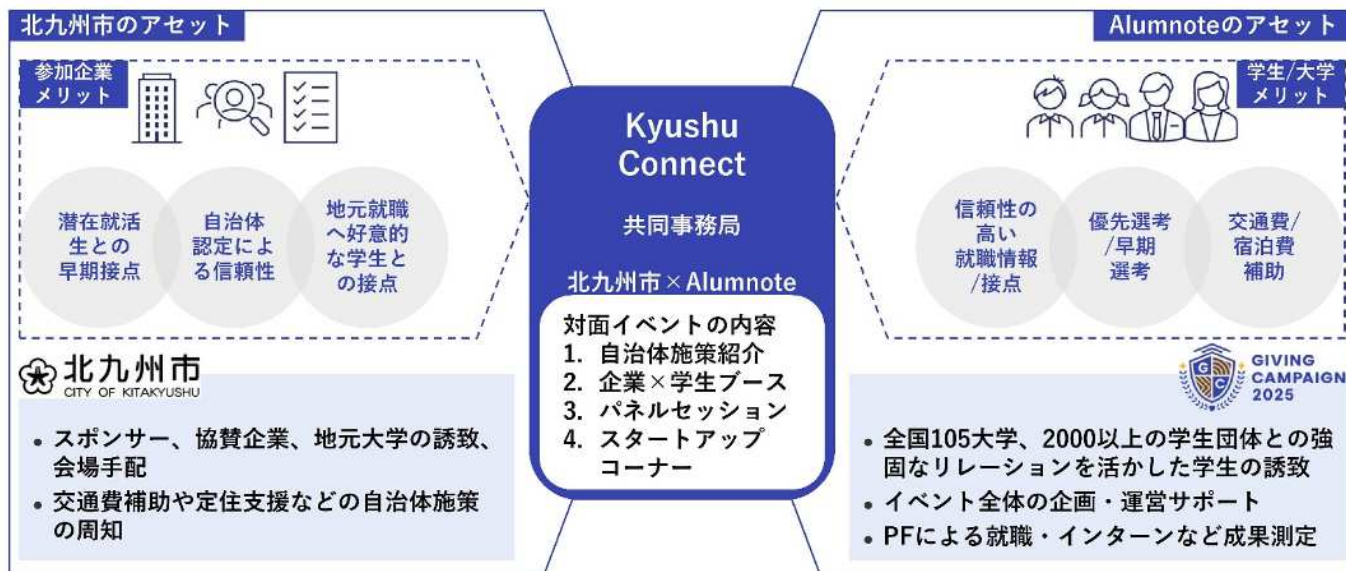 北九州市のアセット
参加企業
メリット
潜在就活
生との
早期接点
自治体
認定によ
る信頼性
地元就職
へ好意的
な学生と
の接点
北九州市
CITY OF KITAKYUSHU
• スポンサー、協賛企業、地元大学の誘致、
会場手配
• 交通費補助や定住支援などの自治体施策
の周知
Kyushu
Connect
共同事務局
北九州市×Alumnote
対面イベントの内容
1. 自治体施策紹介
2. 企業×学生ブース
3. パネルセッション
4. スタートアップ
コーナー
Alumnoteのアセット
学生/大学
メリット
信頼性の
高い
就職情報
/接点
優先選考
/早期
選考
交通費/
宿泊費
補助
G C
GIVING
CAMPAIGN
2025
• 全国105大学、2000以上の学生団体との強
固なリレーションを活かした学生の誘致
• イベント全体の企画・運営サポート
• PFによる就職・インターンなど成果測定